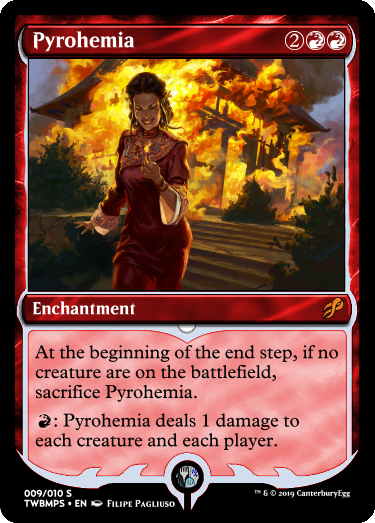 Pyrohemia 2
Enchantment
At the beginning of the end step, if no
creature are on the battlefield,
sacrifice Pyrohemia.
: Pyrohemia deals 1 damage to
each creature and each player.
009/010 S
TWBMPS • EN Filipe Pagliuso
™ & © 2019 CanterburyEgg